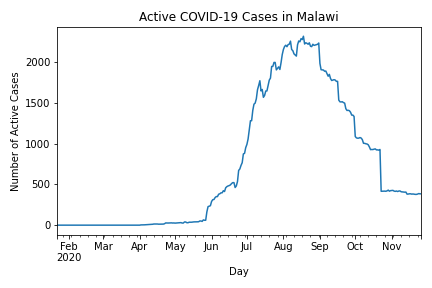 Active COVID-19 Cases in Malawi
Number of Active Cases
2000
1500
1000
500
0
Feb Mar Apr May Jun Jul Aug Sep Oct Nov
2020
Day